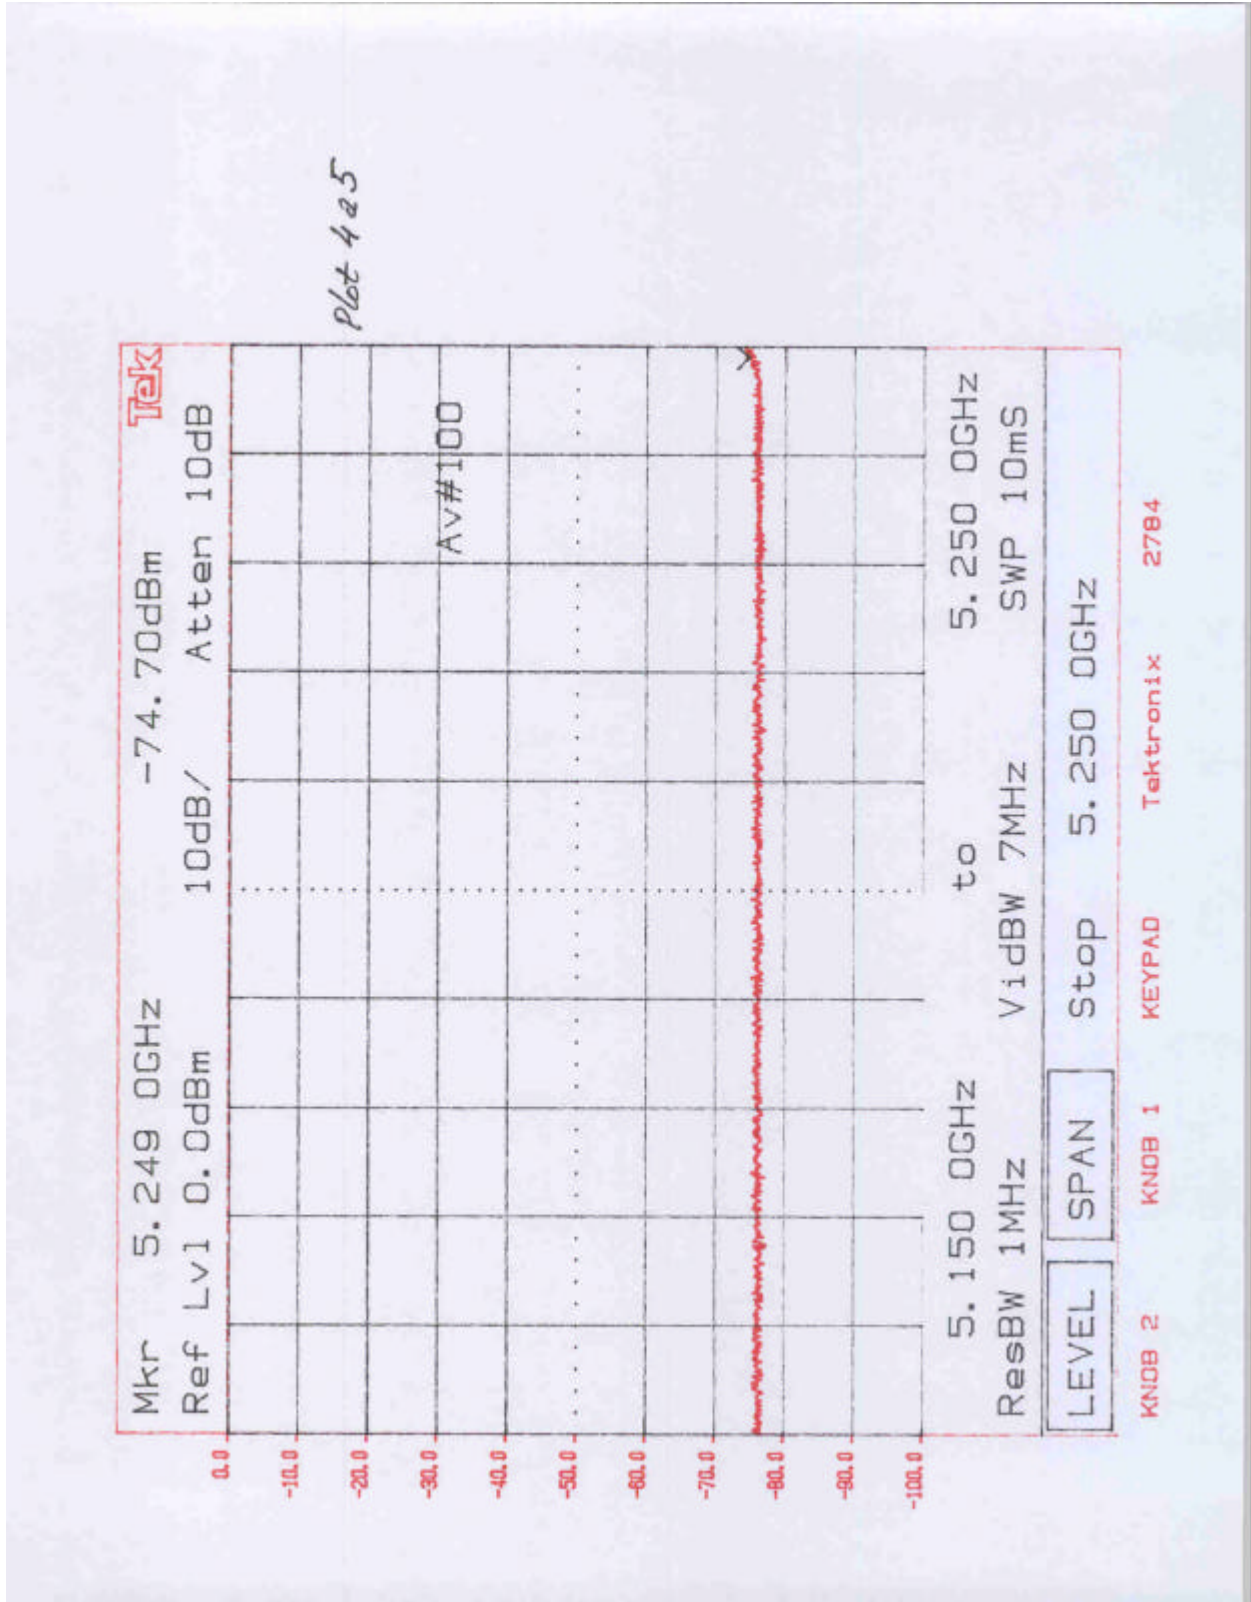 Plot 4a5
Mkr 5.249 0GHz -74.70dBm Tek
Ref Lvl 0.0dBm 10dB/ Atten 10dB
0.0
-10.0
-20.0
-30.0
Av#100
-40.0
-50.0
-60.0
-70.0
-80.0
-90.0
-100.0
5.150 0GHz to 5.250 0GHz
ResBW 1MHz VidBW 7MHz SWP 10mS
LEVEL SPAN Stop 5.250 0GHz
KNOB 2 KNOB 1 KEYPAD Tektronix 2784